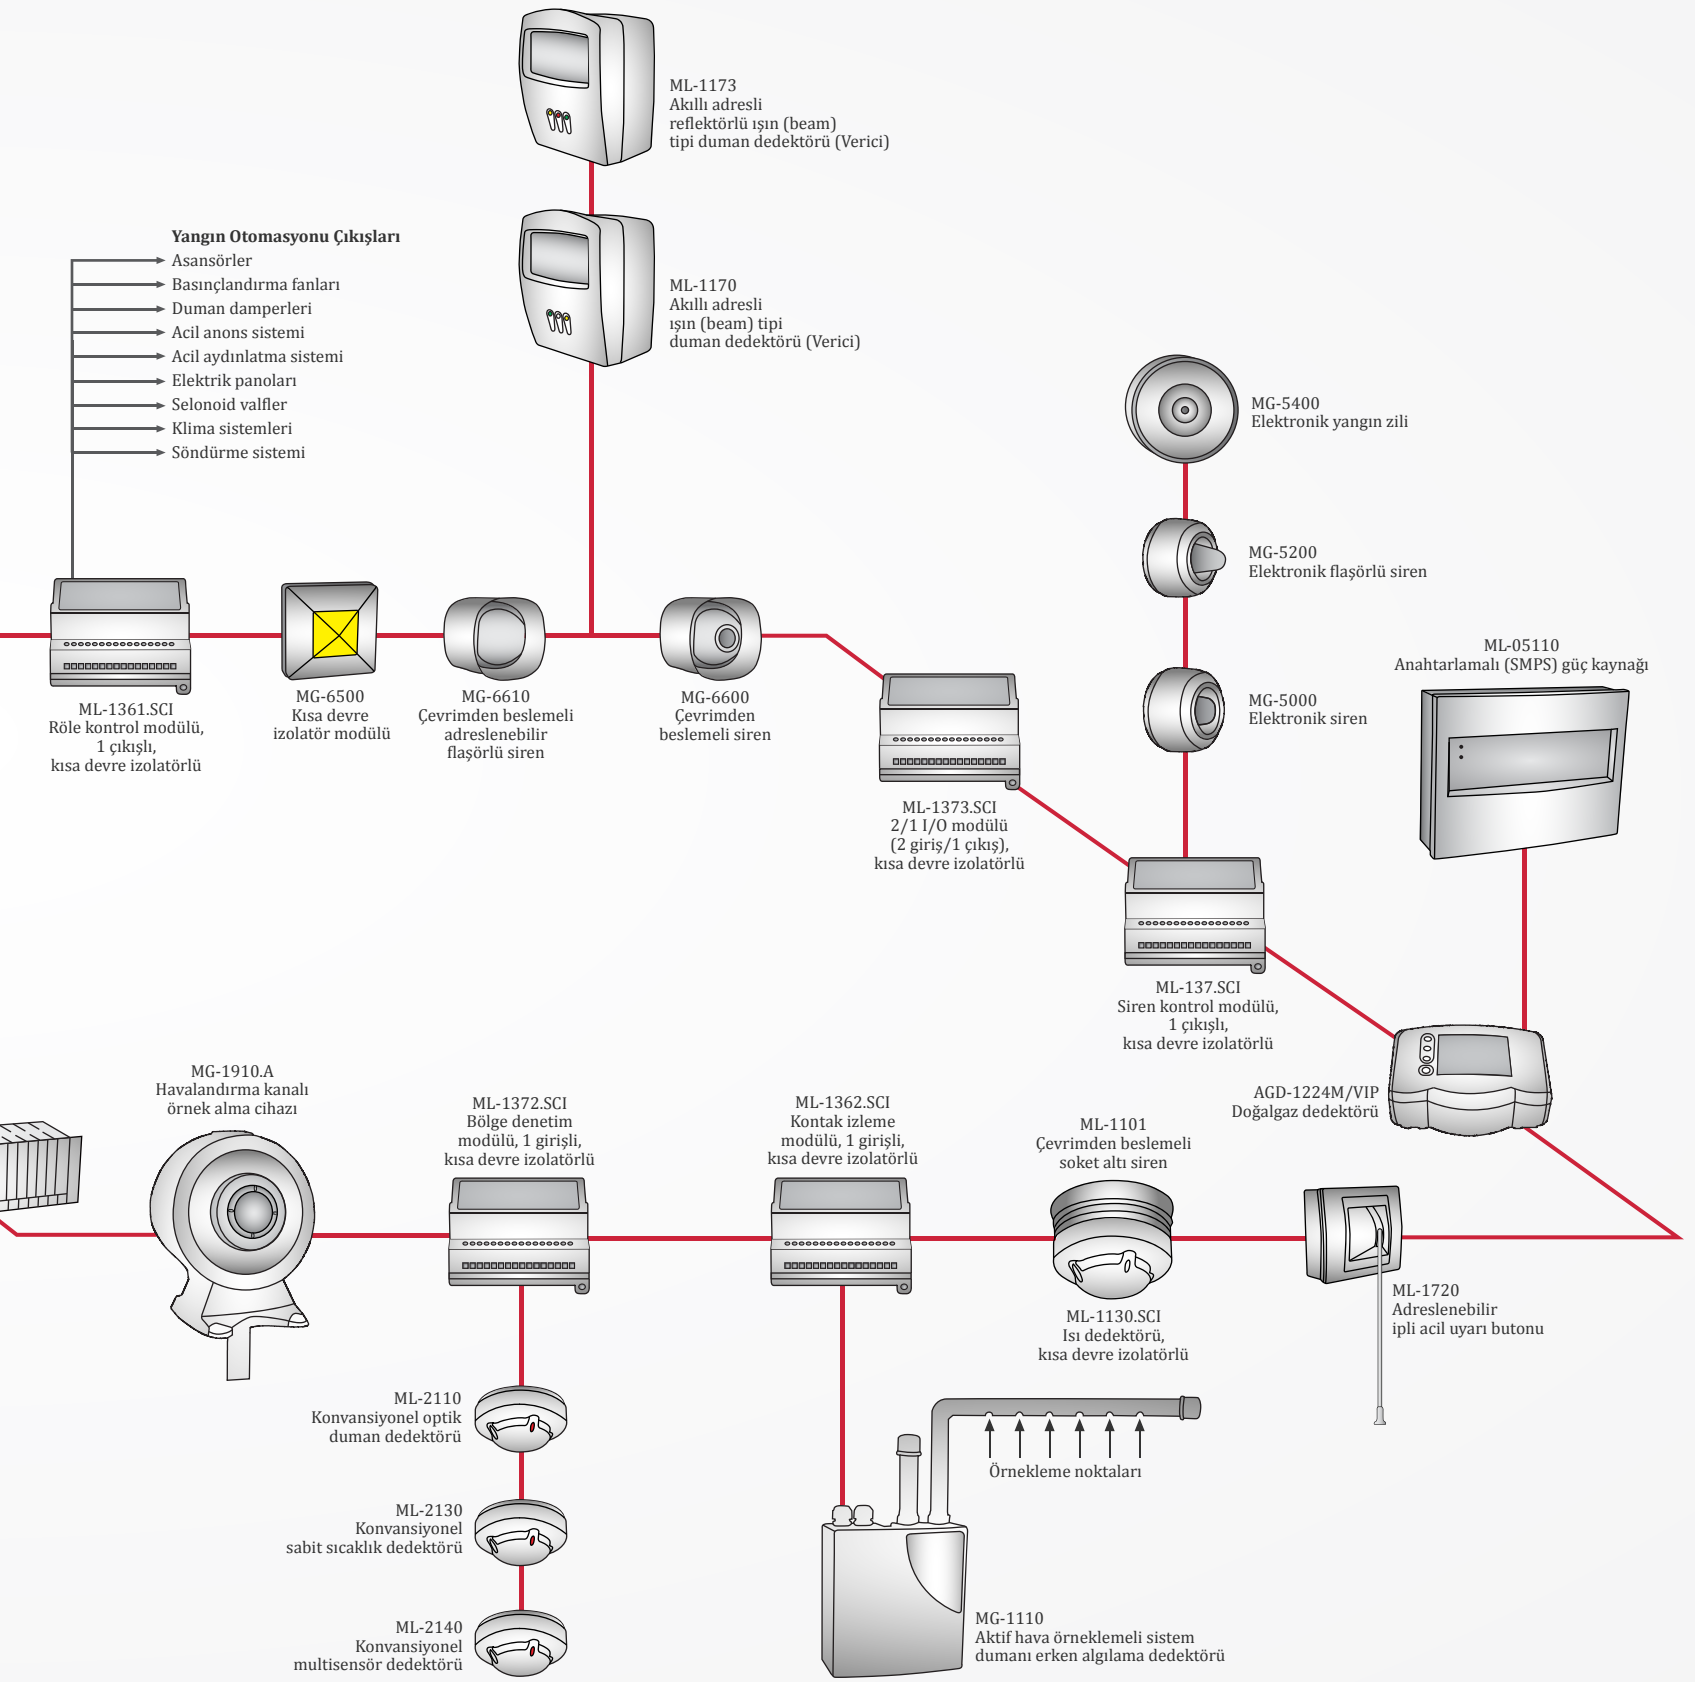 ML-1173
Akıllı adresli
reflektörlü ışın (beam)
tipi duman dedektörü (Verici)
Yangın Otomasyonu Çıkışları
Asansörler
Basınçlandırma fanları
Duman damperleri
Acil anons sistemi
Acil aydınlatma sistemi
Elektrik panoları
Selonoid valfler
Klima sistemleri
Söndürme sistemi
ML-1170
Akıllı adresli
ışın (beam) tipi
duman dedektörü (Verici)
MG-5400
Elektronik yangın zili
MG-5200
Elektronik flaşörlü siren
MG-5000
Elektronik siren
ML-05110
Anahtarlamalı (SMPS) güç kaynağı
ML-1361.SCI
Röle kontrol modülü,
1 çıkışlı,
kısa devre izolatörlü
MG-6500
Kısa devre
izolatör modülü
MG-6610
Çevrimden beslemeli
adreslenebilir
flaşörlü siren
MG-6600
Çevrimden
beslemeli siren
ML-1373.SCI
2/1 I/O modülü
(2 giriş/1 çıkış),
kısa devre izolatörlü
ML-137.SCI
Siren kontrol modülü,
1 çıkışlı,
kısa devre izolatörlü
AGD-1224M/VIP
Doğalgaz dedektörü
MG-1910.A
Havalandırma kanalı
örnek alma cihazı
ML-1372.SCI
Bölge denetim
modülü, 1 girişli,
kısa devre izolatörlü
ML-1362.SCI
Kontak izleme
modülü, 1 girişli,
kısa devre izolatörlü
ML-1101
Çevrimden beslemeli
soket altı siren
ML-1130.SCI
Isı dedektörü,
kısa devre izolatörlü
ML-1720
Adreslenebilir
ipli acil uyarı butonu
ML-2110
Konvansiyonel optik
duman dedektörü
ML-2130
Konvansiyonel
sabit sıcaklık dedektörü
ML-2140
Konvansiyonel
multisensör dedektörü
Örnekleme noktaları
MG-1110
Aktif hava örneklemeli sistem
dumanı erken algılama dedektörü